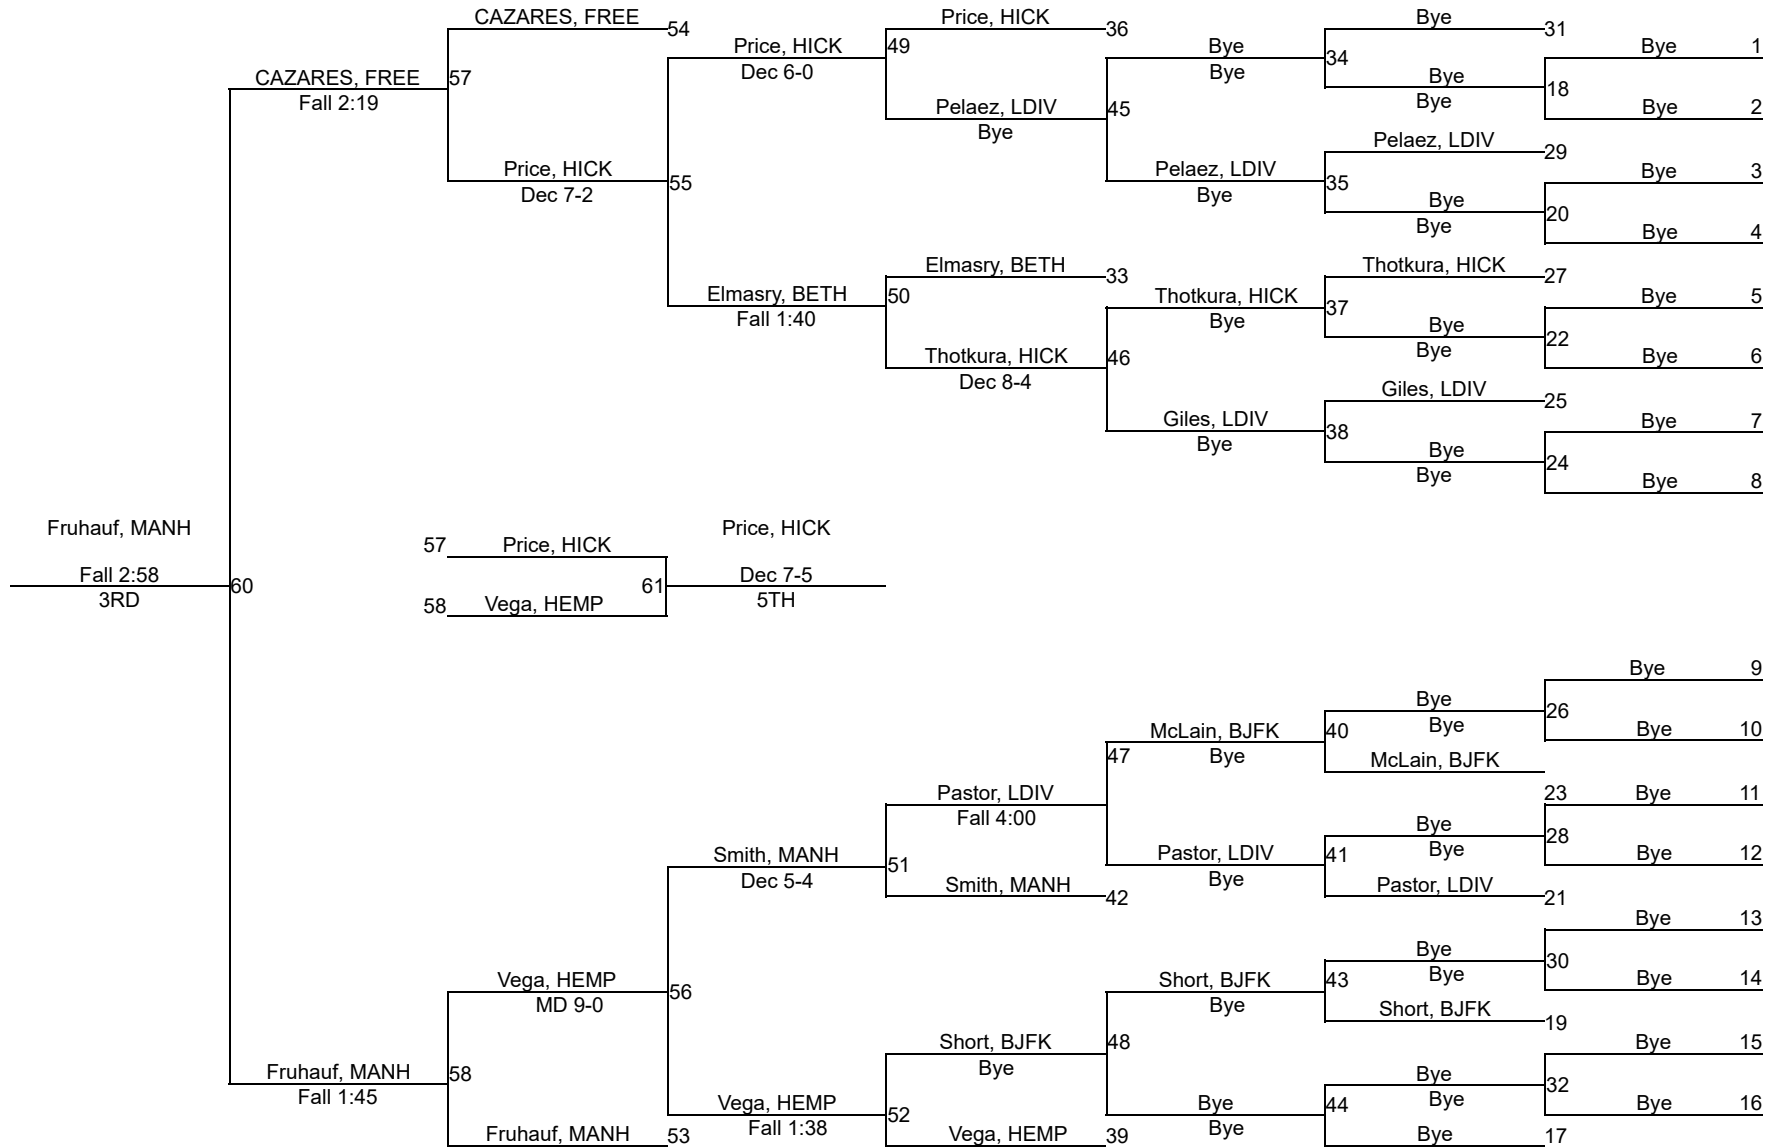 CAZARES, FREE
54
Price, HICK
36
Bye
31
Price, HICK
49
Bye
Bye
1
Dec 6-0
Bye
34
CAZARES, FREE
57
Bye
18
Fall 2:19
Bye
Pelaez, LDIV
45
Bye
2
Bye
Pelaez, LDIV
29
Price, HICK
55
Pelaez, LDIV
35
Bye
3
Dec 7-2
Bye
Bye
20
Bye
Bye
4
Elmasry, BETH
33
Thotkura, HICK
27
Elmasry, BETH
50
Thotkura, HICK
37
Bye
5
Fall 1:40
Bye
Bye
22
Bye
Thotkura, HICK
46
Bye
6
Dec 8-4
Giles, LDIV
25
Giles, LDIV
38
Bye
7
Bye
Bye
24
Bye
Bye
8
Fruhauf, MANH
Price, HICK
57
Price, HICK
Fall 2:58
60
61
Dec 7-5
3RD
5TH
58
Vega, HEMP
Bye
9
Bye
26
McLain, BJFK
40
Bye
Bye
10
Bye
47
McLain, BJFK
Pastor, LDIV
23
Bye
11
Fall 4:00
Bye
28
Smith, MANH
51
Pastor, LDIV
41
Bye
Bye
12
Dec 5-4
Bye
Smith, MANH
42
Pastor, LDIV
21
Bye
13
Bye
30
Vega, HEMP
56
Short, BJFK
43
Bye
Bye
14
MD 9-0
Bye
Short, BJFK
19
Short, BJFK
48
Bye
15
Bye
Fruhauf, MANH
58
Bye
32
Fall 1:45
Vega, HEMP
52
Bye
44
Bye
Bye
16
Fall 1:38
Bye
Fruhauf, MANH
53
Vega, HEMP
39
Bye
17